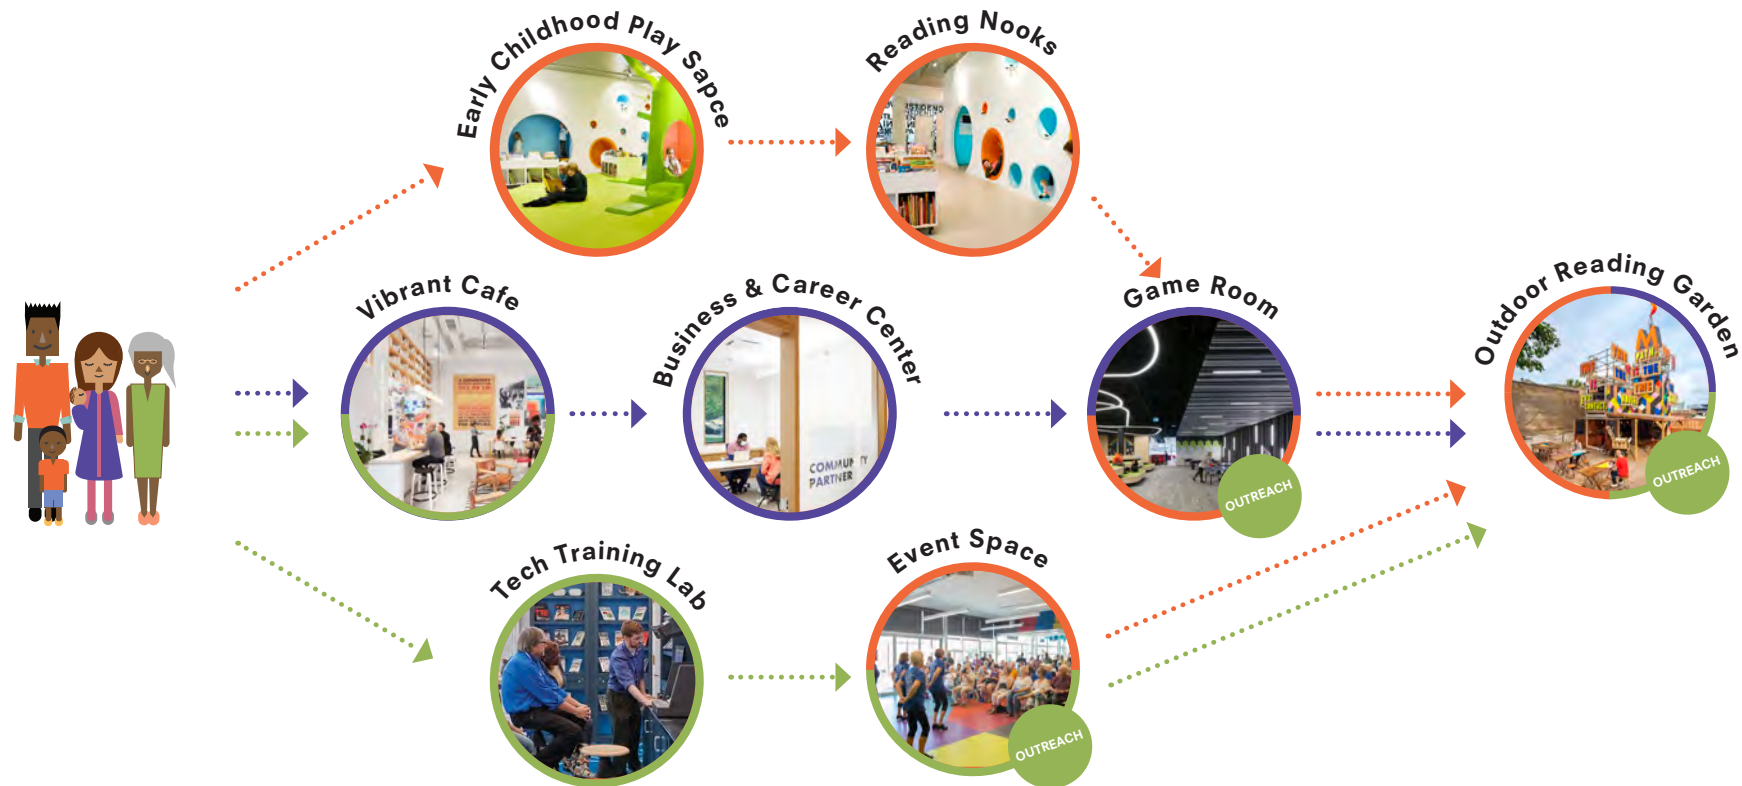 Early Childhood Play Sapce
Reading Nooks
Vibrant Cafe
Business & Career Center
COMMUNITY
PARTNER
Game Room
OUTREACH
Outdoor Reading Garden
OUTREACH
Tech Training Lab
Event Space
OUTREACH